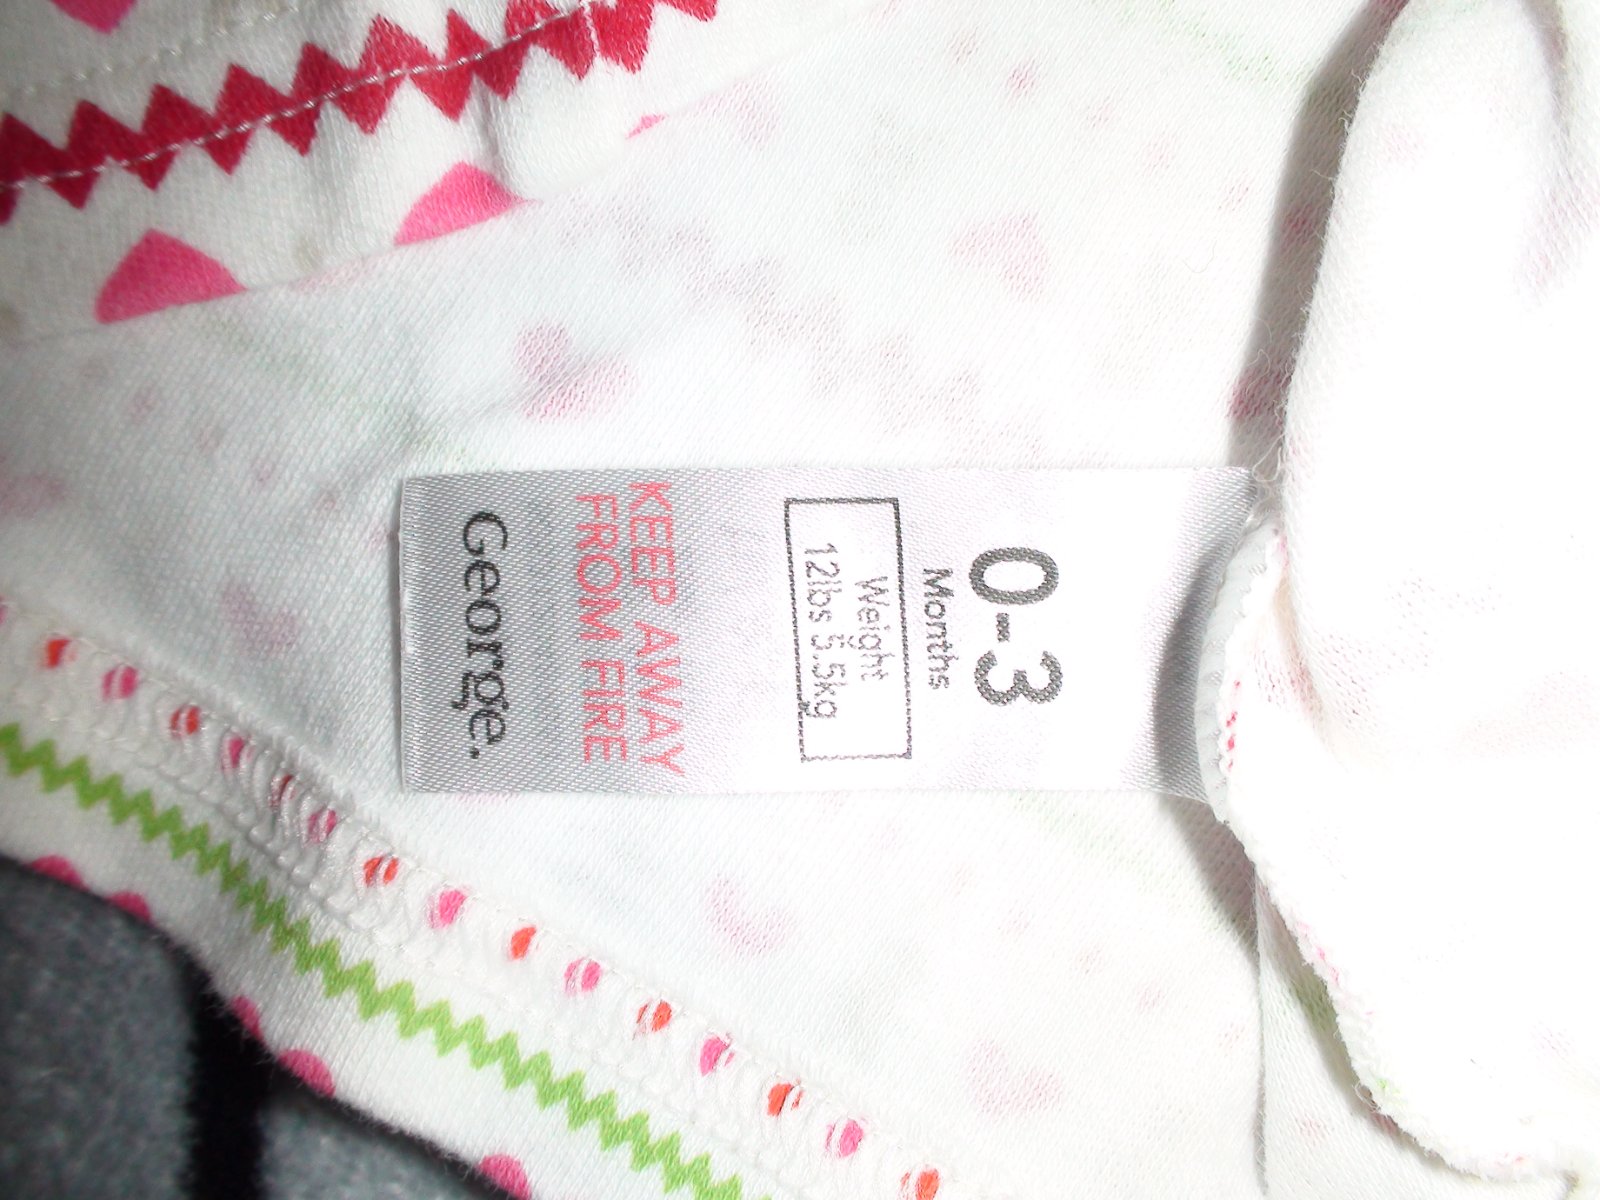 0-3
Months
Weight
12lbs 5.5kg
KEEP AWAY
FROM FIRE
George.